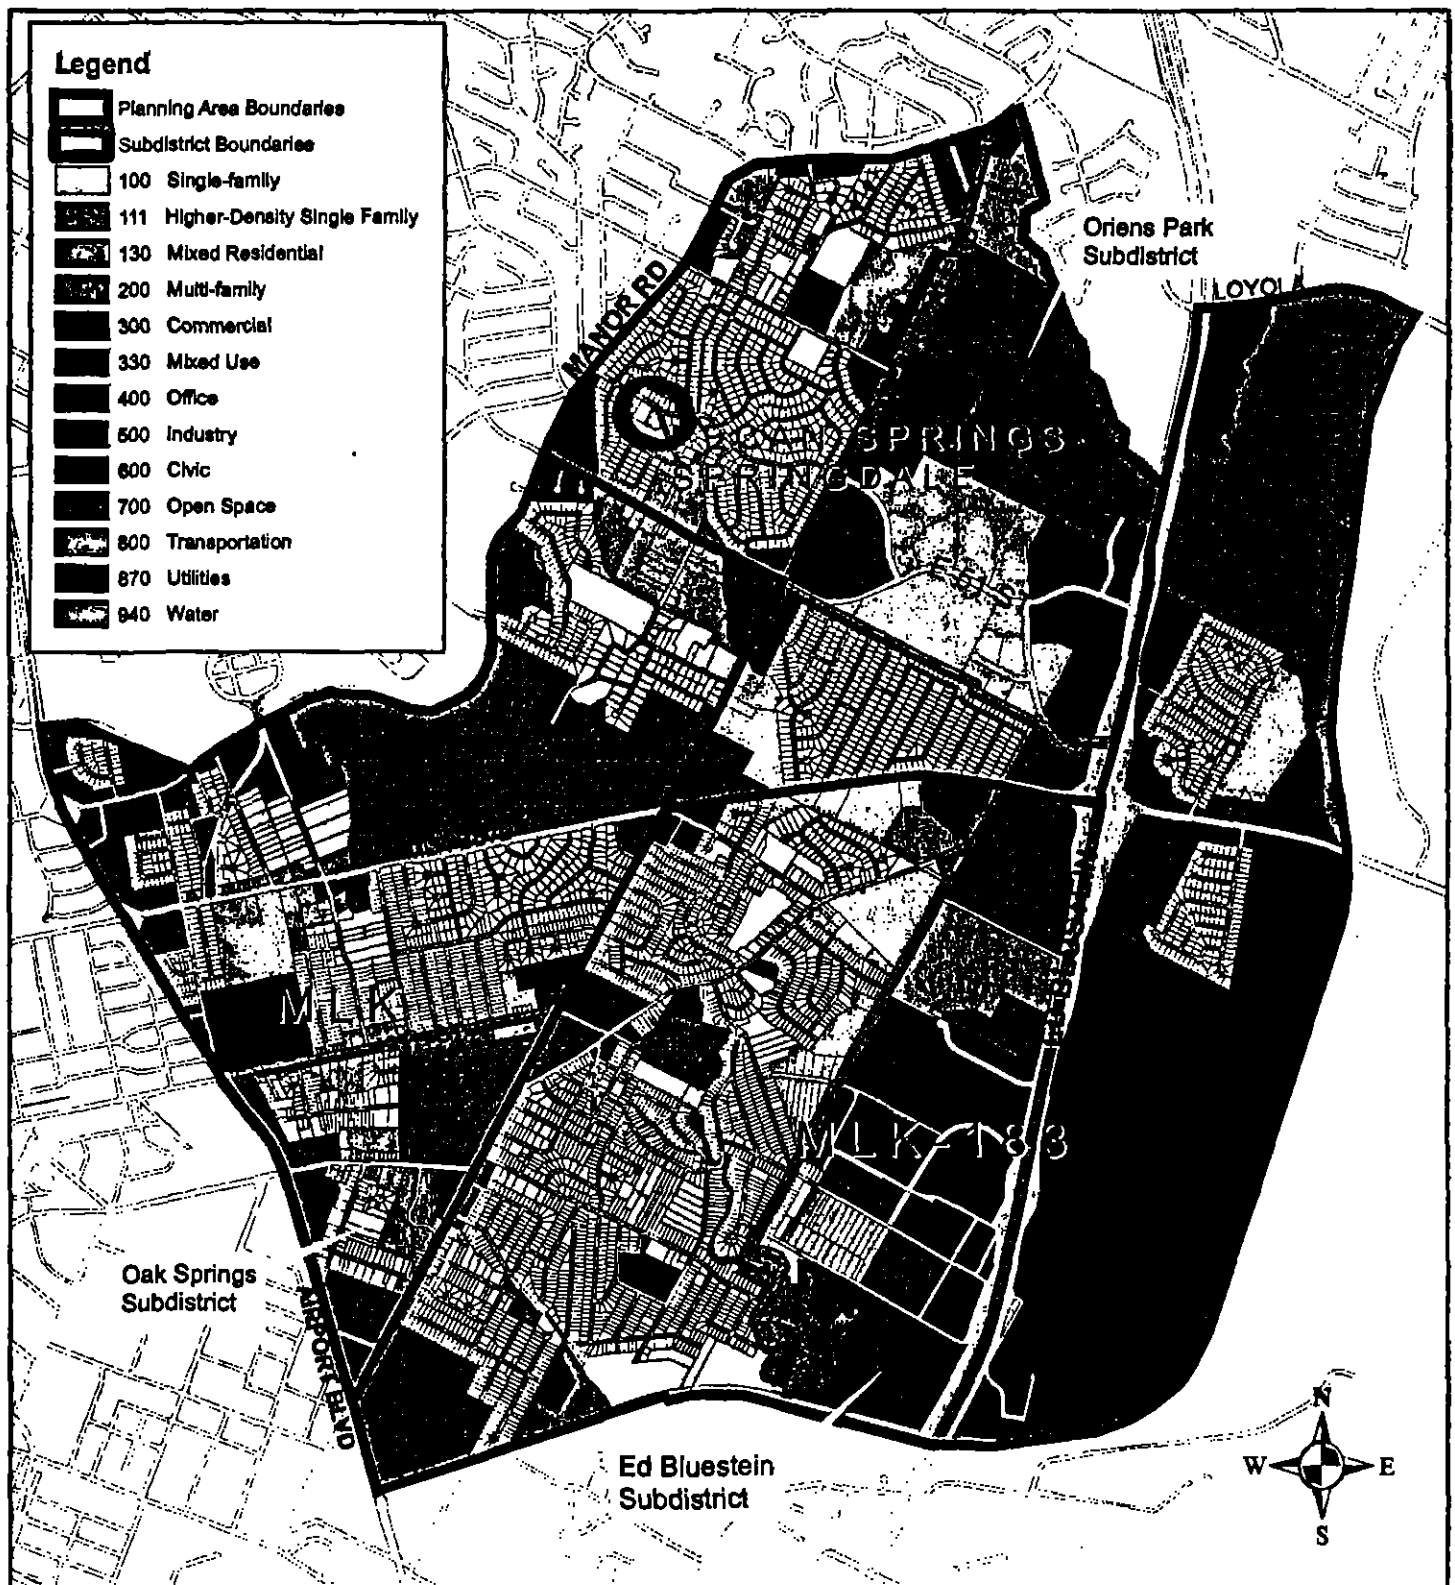 Legend
Planning Area Boundaries
Subdistrict Boundaries
100 Single-family
111 Higher-Density Single Family
130 Mixed Residential
200 Multi-family
300 Commercial
330 Mixed Use
400 Office
500 Industry
600 Civic
700 Open Space
800 Transportation
870 Utilities
940 Water
Oriens Park
Subdistrict
LOYOLA
MANOR RD
SPRINGS
SPRINGDALE
MLK
MLK-183
Oak Springs
Subdistrict
AIRPORT BLVD
Ed Bluestein
Subdistrict
N
W
E
S